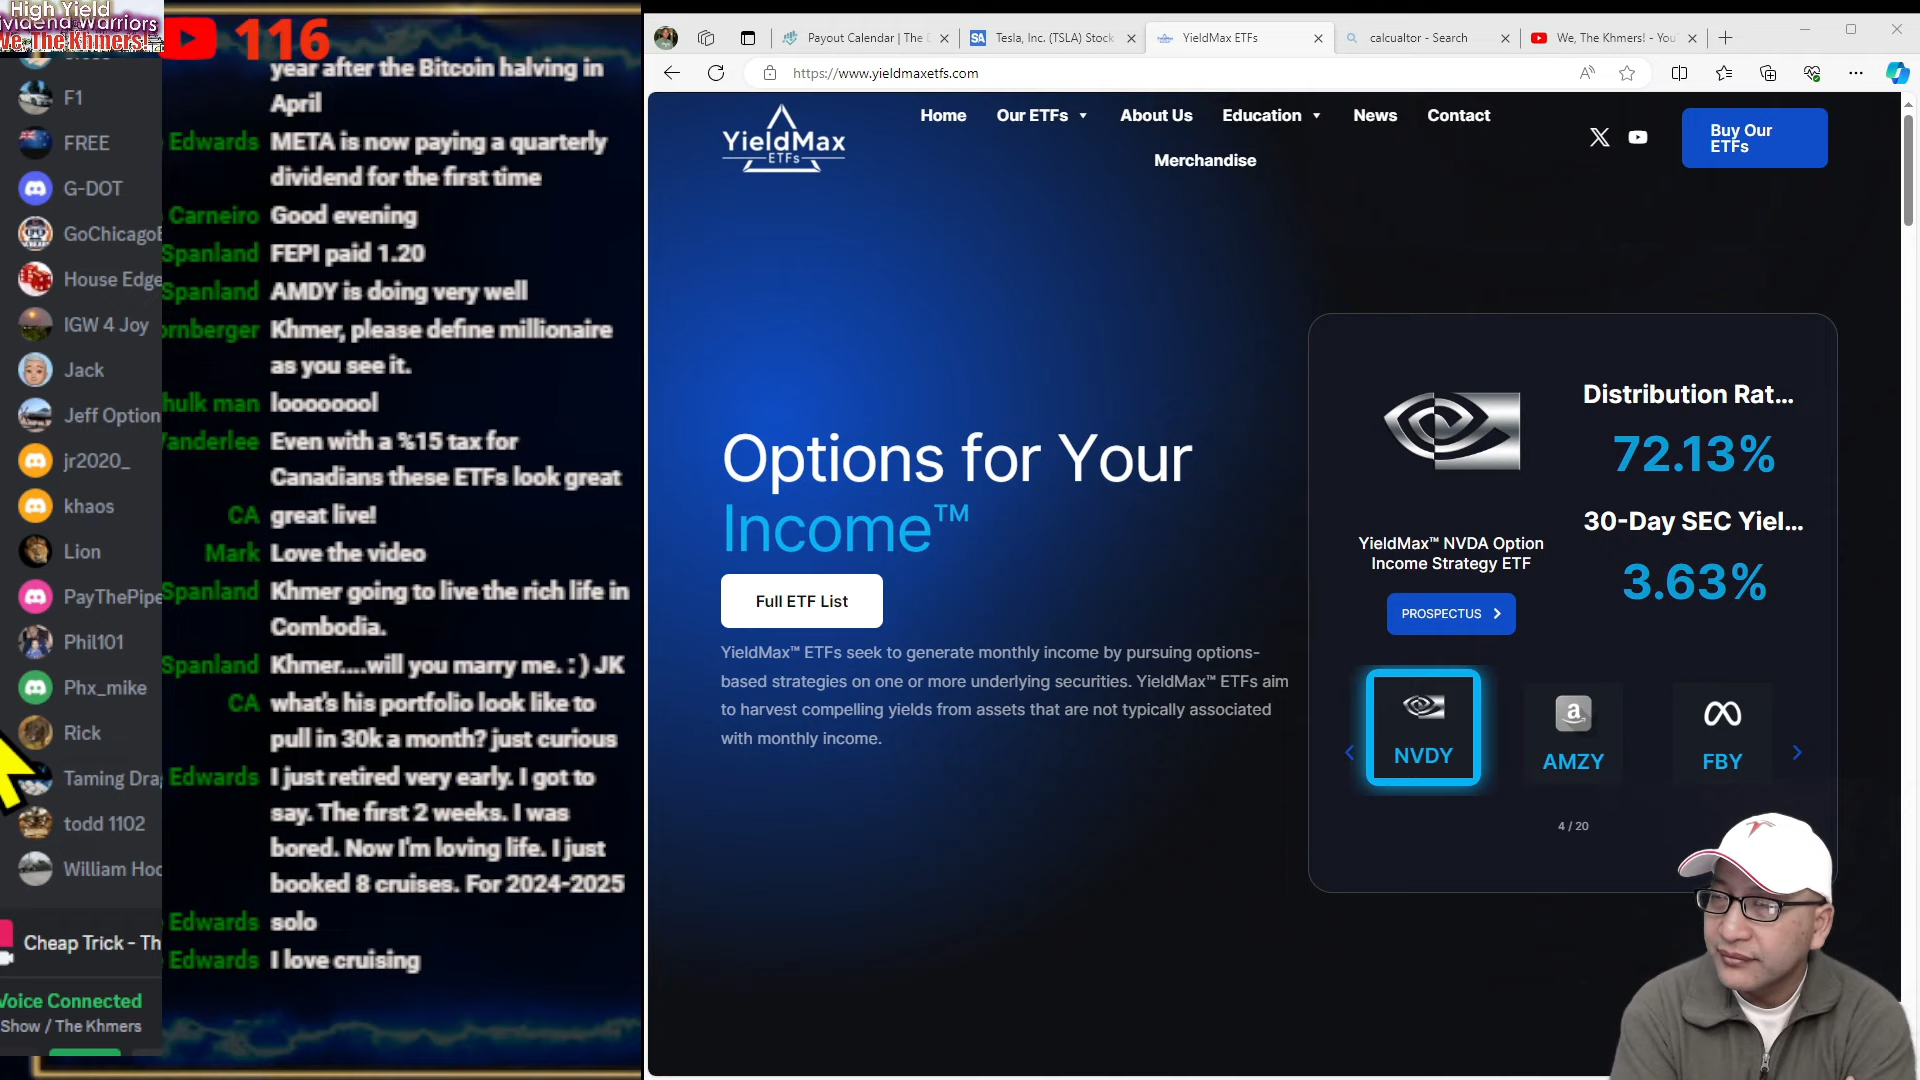 High Yield
Dividend Warriors
We, The Khmers!
116
F1
FREE
G-DOT
GoChicago
House Edge
IGW 4 Joy
Jack
Jeff Option
jr2020_
khaos
Lion
PayThePipe
Phil101
Phx_mike
Rick
Taming Dra
todd 1102
William Hoo
Cheap Trick - Th
Voice Connected
Show / The Khmers
year after the Bitcoin halving in
April
Edwards META is now paying a quarterly
dividend for the first time
Carneiro Good evening
Spanland FEPI paid 1.20
Spanland AMDY is doing very well
ornberger Khmer, please define millionaire
as you see it.
hulk man looooooool
Vanderlee Even with a %15 tax for
Canadians these ETFs look great
CA great live!
Mark Love the video
Spanland Khmer going to live the rich life in
Combodia.
Spanland Khmer....will you marry me. : ) JK
CA what's his portfolio look like to
pull in 30k a month? just curious
Edwards I just retired very early. I got to
say. The first 2 weeks. I was
bored. Now I'm loving life. I just
booked 8 cruises. For 2024-2025
Edwards solo
Edwards I love cruising
Payout Calendar | The E
SA Tesla, Inc. (TSLA) Stock
YieldMax ETFs
calcualtor - Search
We, The Khmers! - You
https://www.yieldmaxetfs.com
YieldMax
ETFs
Home
Our ETFs
About Us
Education
News
Contact
Merchandise
Buy Our
ETFs
Options for Your
Income™
Full ETF List
YieldMax™ ETFs seek to generate monthly income by pursuing options-
based strategies on one or more underlying securities. YieldMax™ ETFs aim
to harvest compelling yields from assets that are not typically associated
with monthly income.
Distribution Rat...
72.13%
30-Day SEC Yiel...
3.63%
YieldMax™ NVDA Option
Income Strategy ETF
PROSPECTUS
NVDY
AMZY
FBY
4 / 20